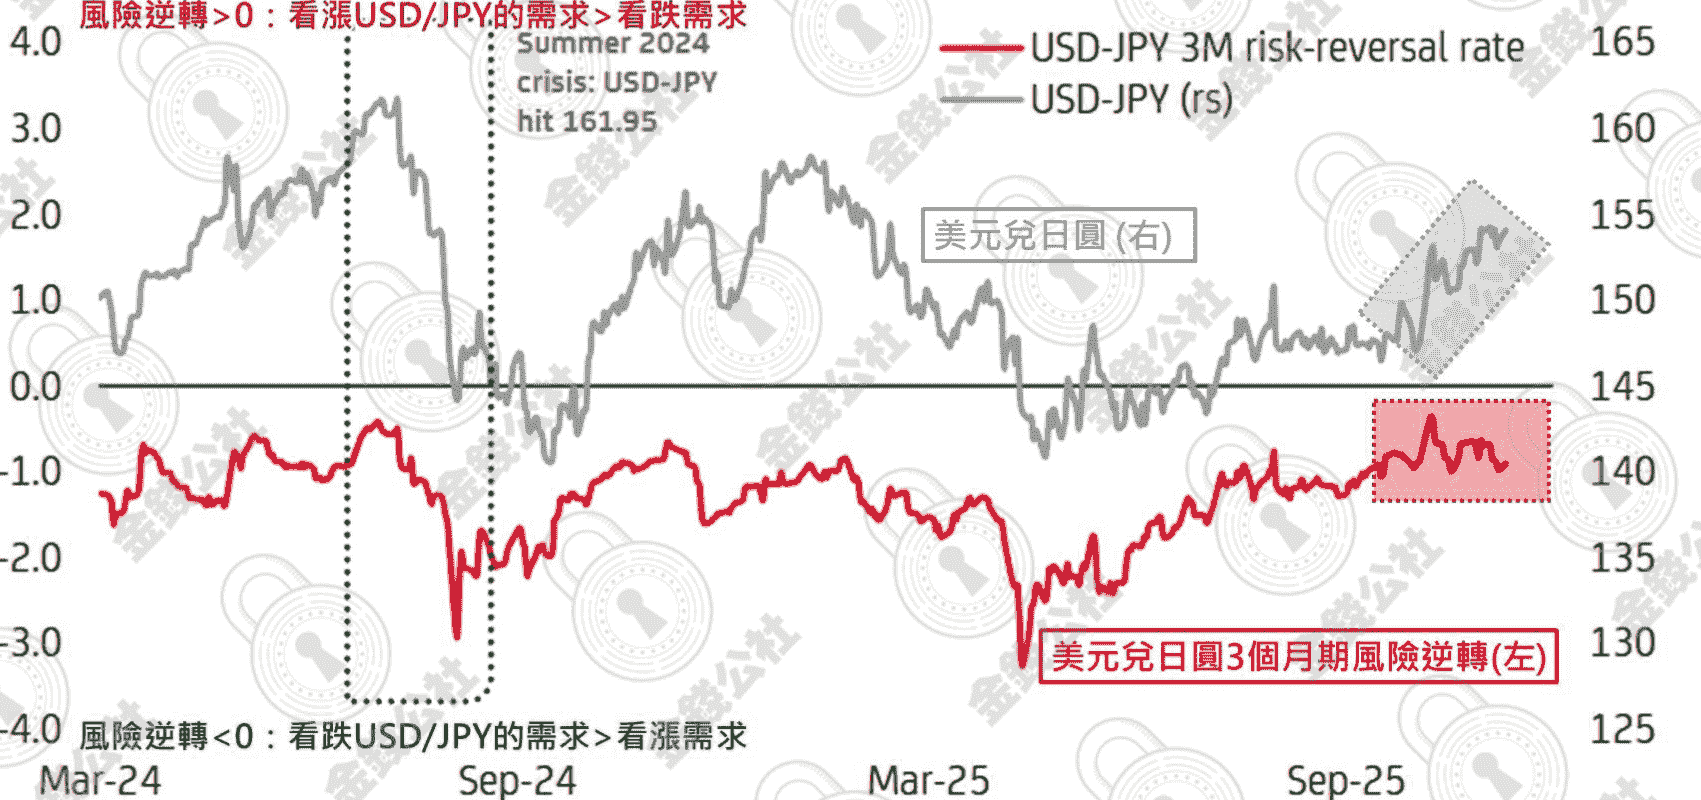 風險逆轉>0：看漲USD/JPY的需求>看跌需求
4.0
3.0
2.0
1.0
0.0
-1.0
-2.0
-3.0
-4.0
Summer 2024
crisis: USD-JPY
hit 161.95
USD-JPY 3M risk-reversal rate
USD-JPY (rs)
165
160
155
150
145
140
135
130
125
美元兌日圓 (右)
美元兌日圓3個月期風險逆轉(左)
風險逆轉<0：看跌USD/JPY的需求>看漲需求
Mar-24
Sep-24
Mar-25
Sep-25
金錢公社